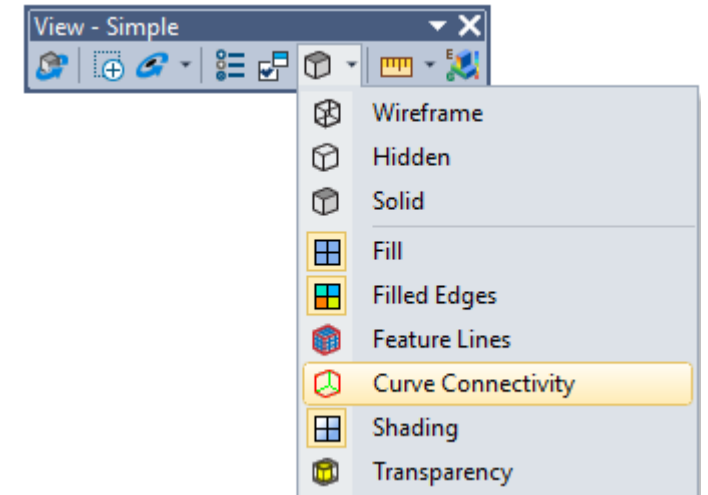 View - Simple
Wireframe
Hidden
Solid
Fill
Filled Edges
Feature Lines
Curve Connectivity
Shading
Transparency